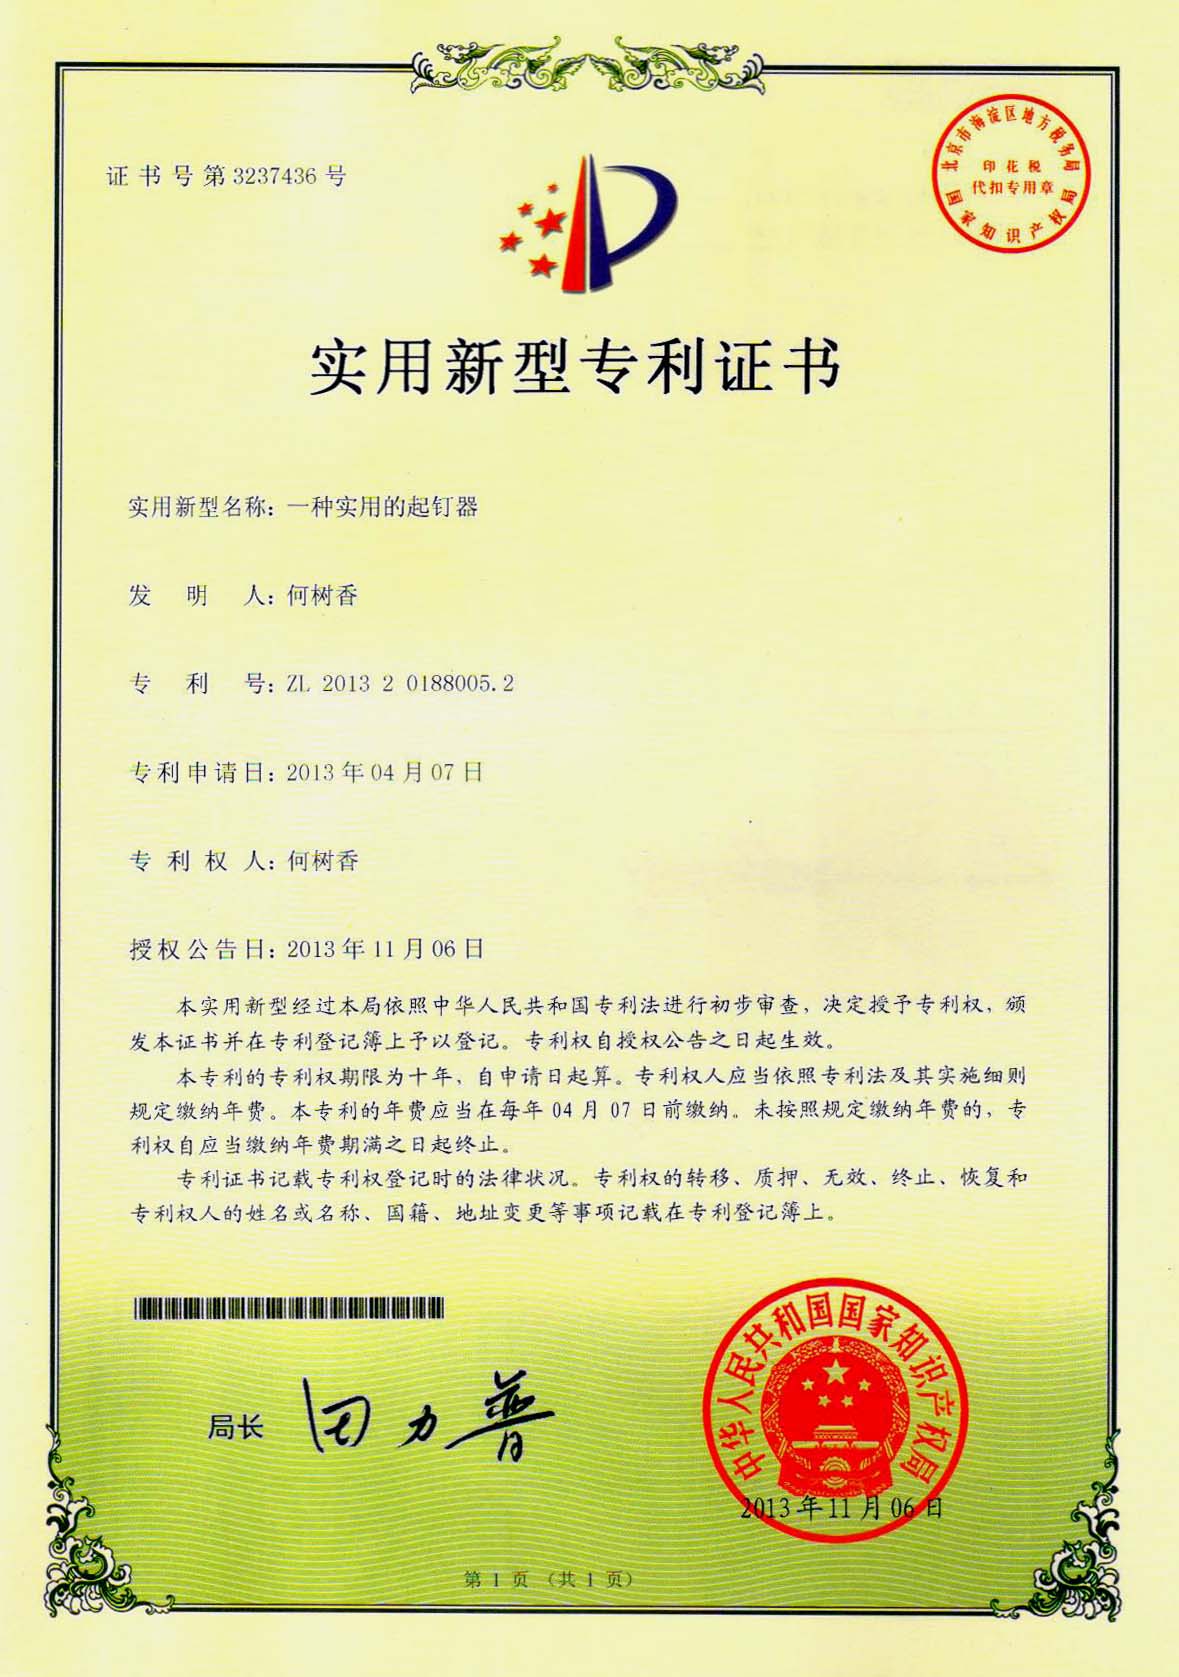 证书号第3237436号
北京市海淀区地方税务局
印花税
代扣专用章
国家知识产权局
实用新型专利证书
实用新型名称：一种实用的起钉器
发明人：何树香
专利号：ZL 2013 2 0188005.2
专利申请日：2013年04月07日
专利权人：何树香
授权公告日：2013年11月06日
本实用新型经过本局依照中华人民共和国专利法进行初步审查，决定授予专利权，颁
发本证书并在专利登记簿上予以登记。专利权自授权公告之日起生效。
本专利的专利权期限为十年，自申请日起算。专利权人应当依照专利法及其实施细则
规定缴纳年费。本专利的年费应当在每年04月07日前缴纳。未按照规定缴纳年费的，专
利权自应当缴纳年费期满之日起终止。
专利证书记载专利权登记时的法律状况。专利权的转移、质押、无效、终止、恢复和
专利权人的姓名或名称、国籍、地址变更等事项记载在专利登记簿上。
局长
田力普
中华人民共和国国家知识产权局
2013年11月06日
第1页（共1页）